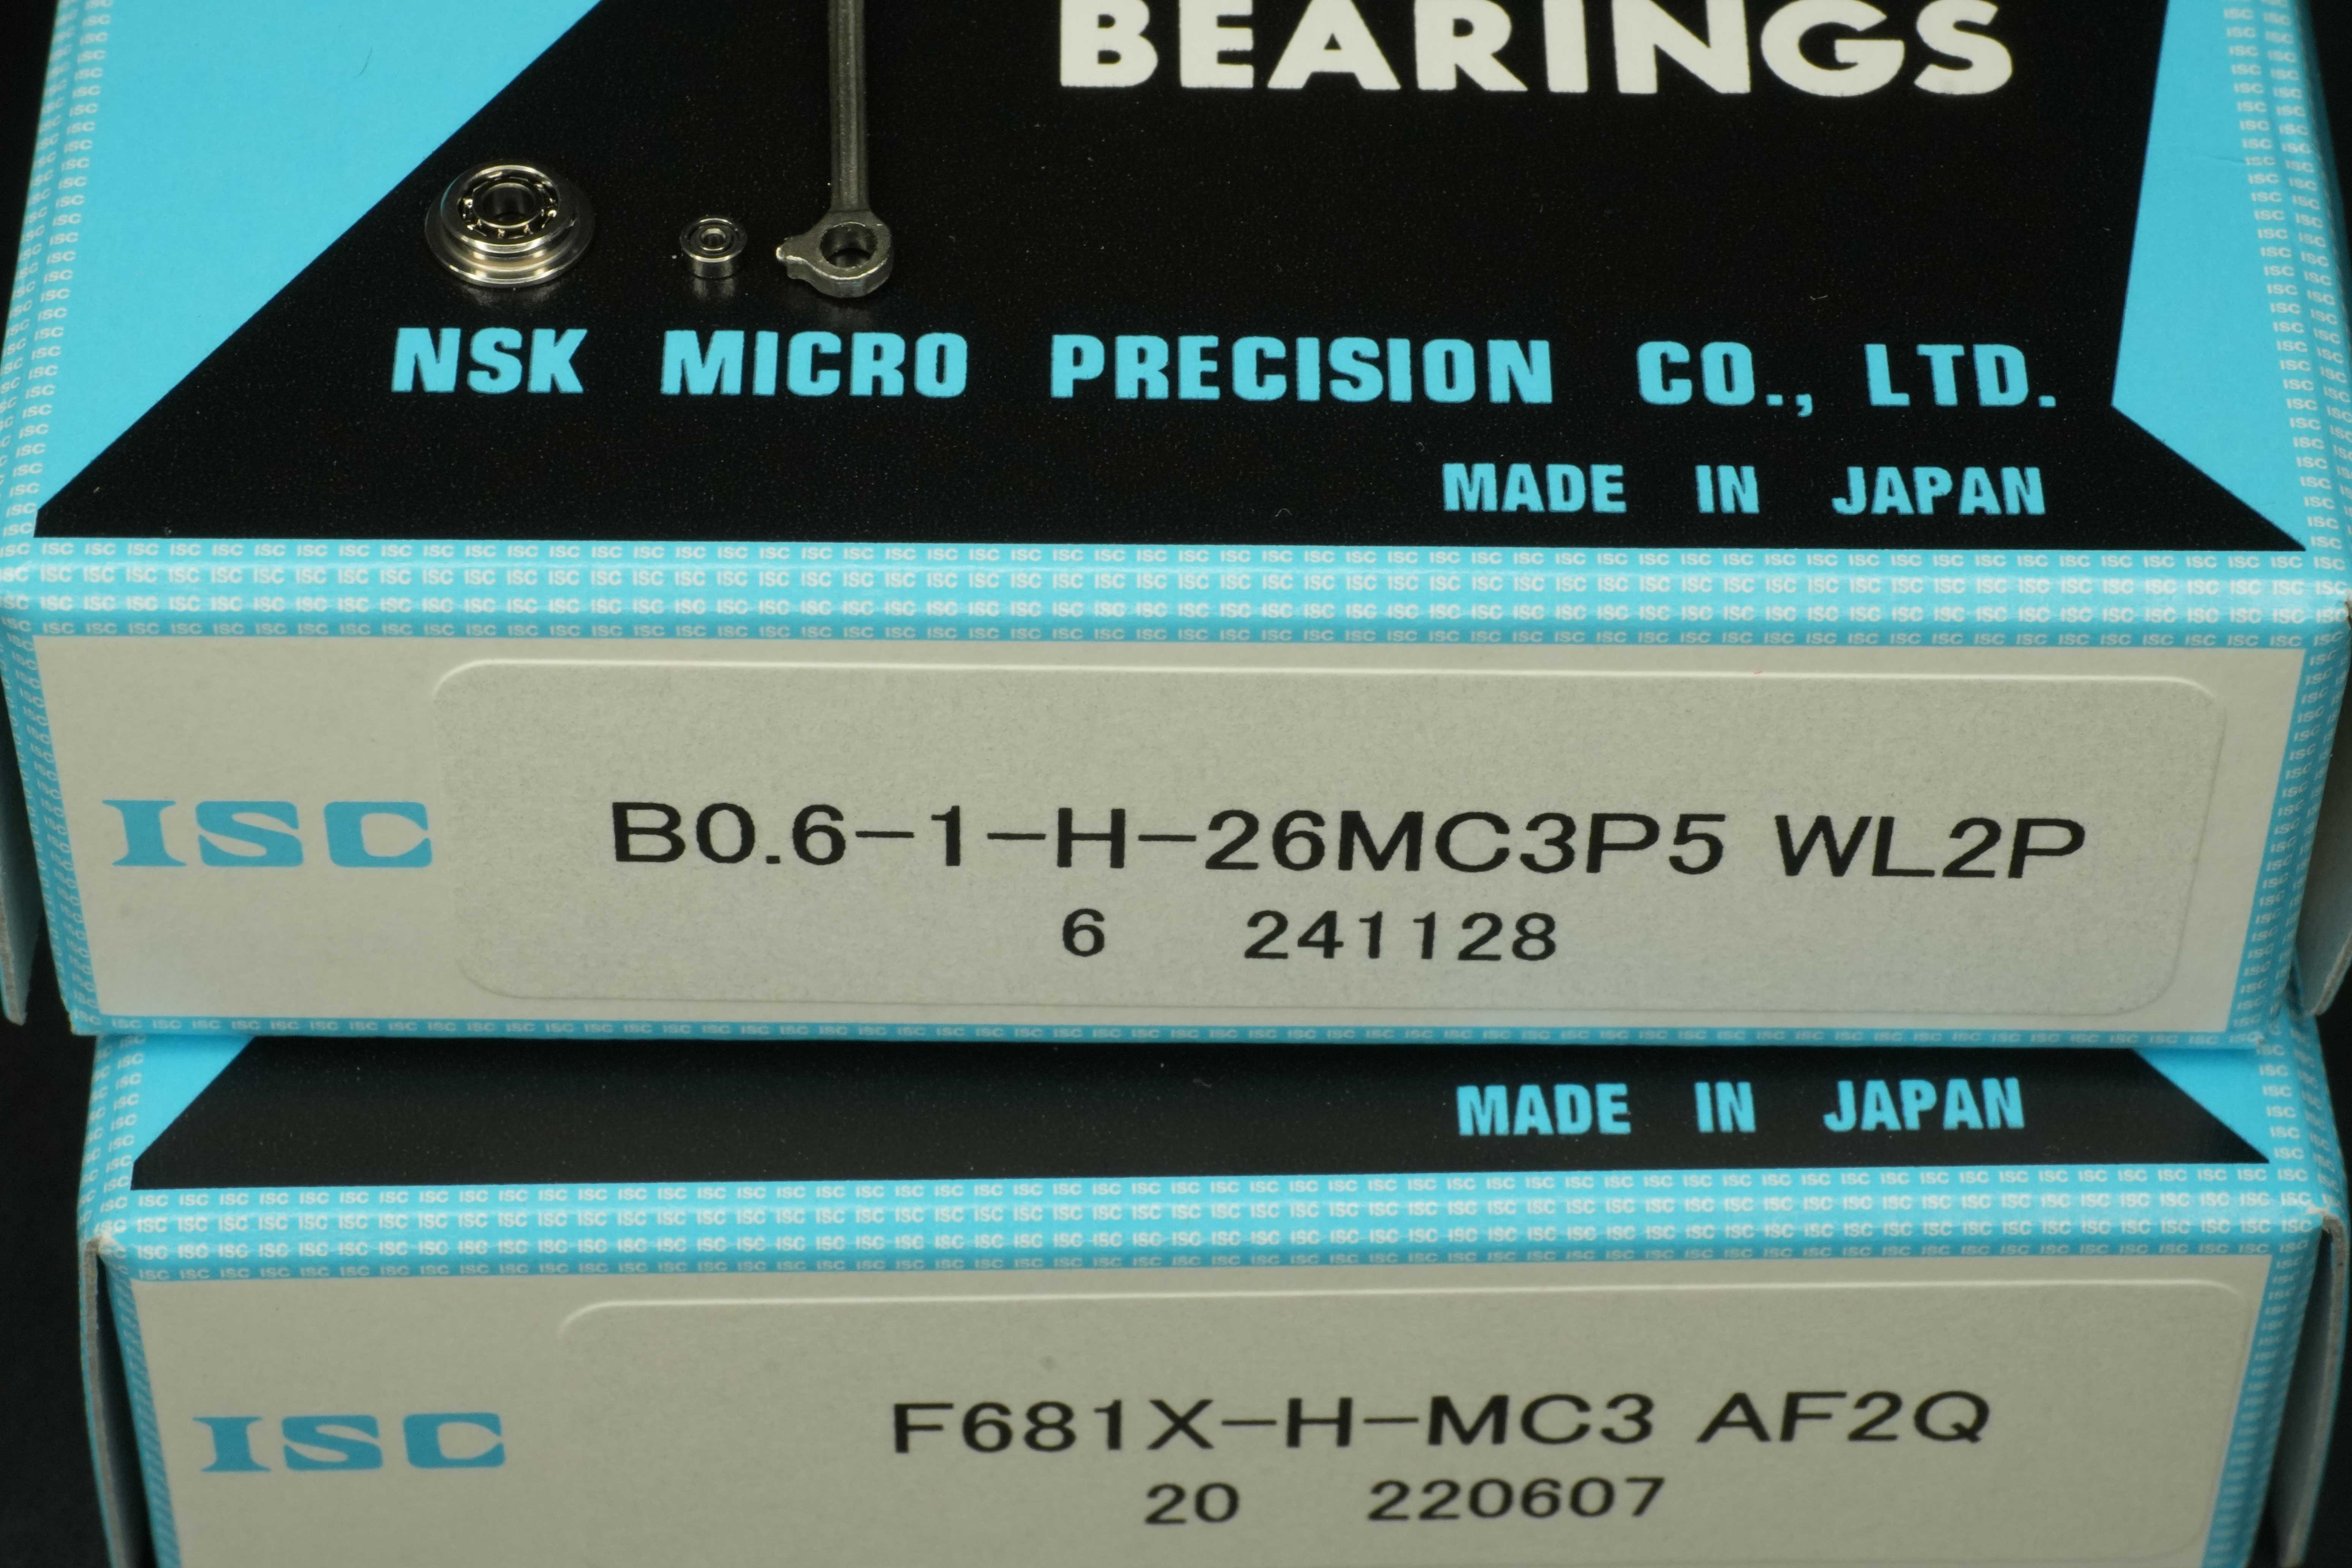 BEARINGS
NSK MICRO PRECISION CO., LTD.
MADE IN JAPAN
ISC B0.6-1-H-26MC3P5 WL2P
6 241128
MADE IN JAPAN
ISC F681X-H-MC3 AF2Q
20 220607